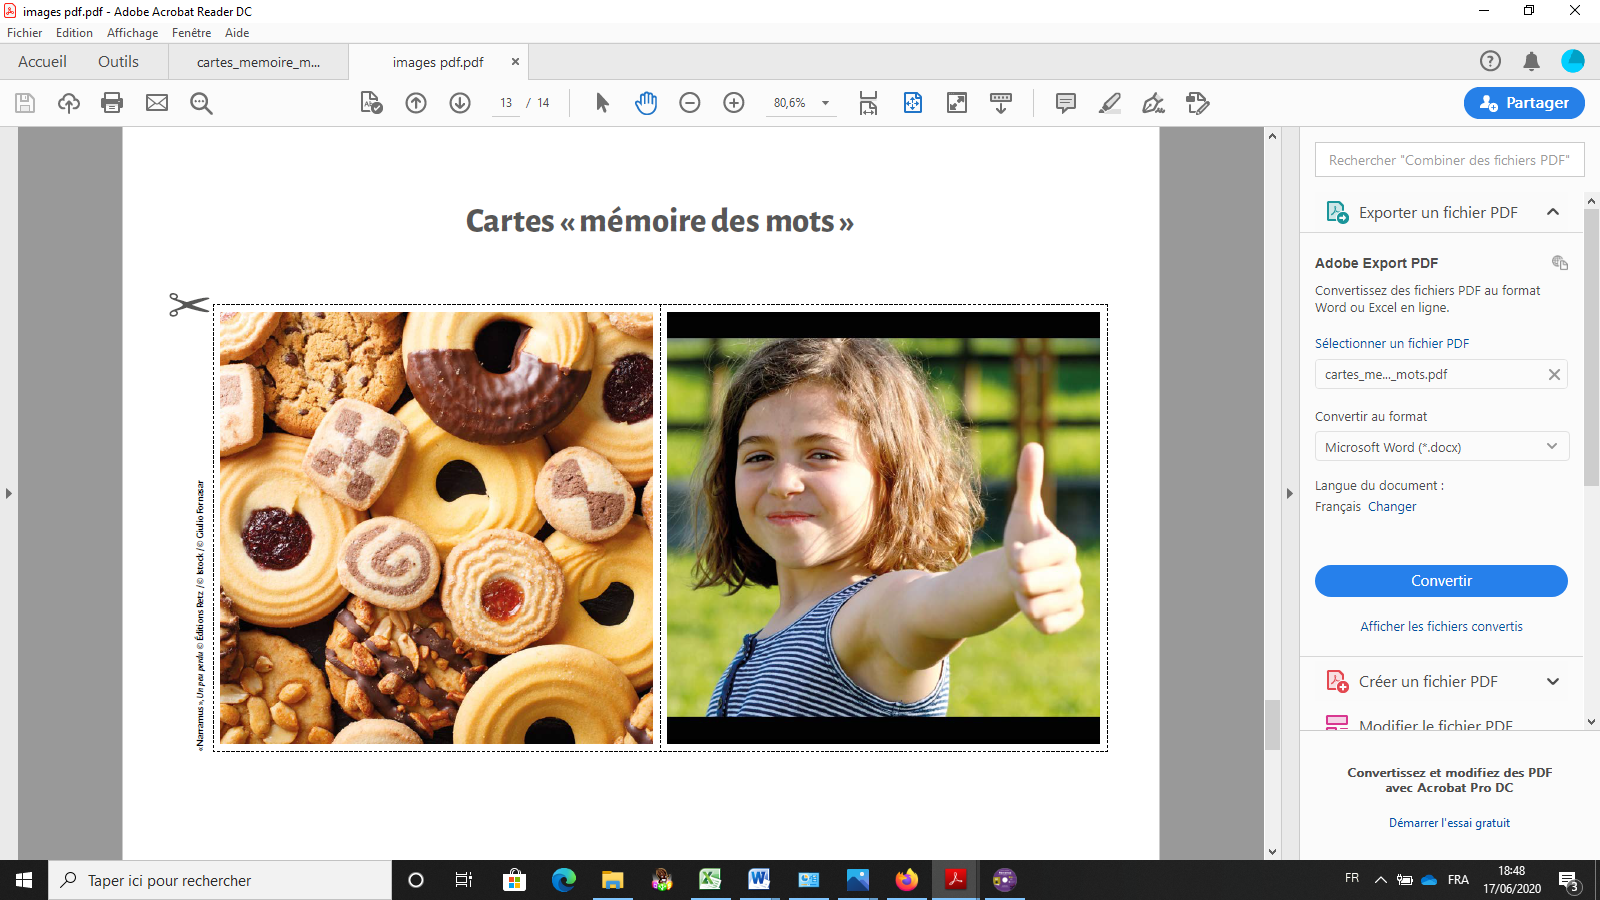 images pdf.pdf - Adobe Acrobat Reader DC
Fichier Edition Affichage Fenêtre Aide
Accueil Outils cartes_memoire_m... images pdf.pdf
13 / 14 80,6% Partager
Cartes « mémoire des mots »
«Narramus», Un peu perdu © Éditions Retz / © Istock / © Giulio Fornasar
Rechercher "Combiner des fichiers PDF"
Exporter un fichier PDF
Adobe Export PDF
Convertissez des fichiers PDF au format
Word ou Excel en ligne.
Sélectionner un fichier PDF
cartes_me..._mots.pdf
Convertir au format
Microsoft Word (*.docx)
Langue du document :
Français Changer
Convertir
Afficher les fichiers convertis
Créer un fichier PDF
Modifier le fichier PDF
Convertissez et modifiez des PDF
avec Acrobat Pro DC
Démarrer l'essai gratuit
Taper ici pour rechercher
FR FRA
18:48
17/06/2020
3